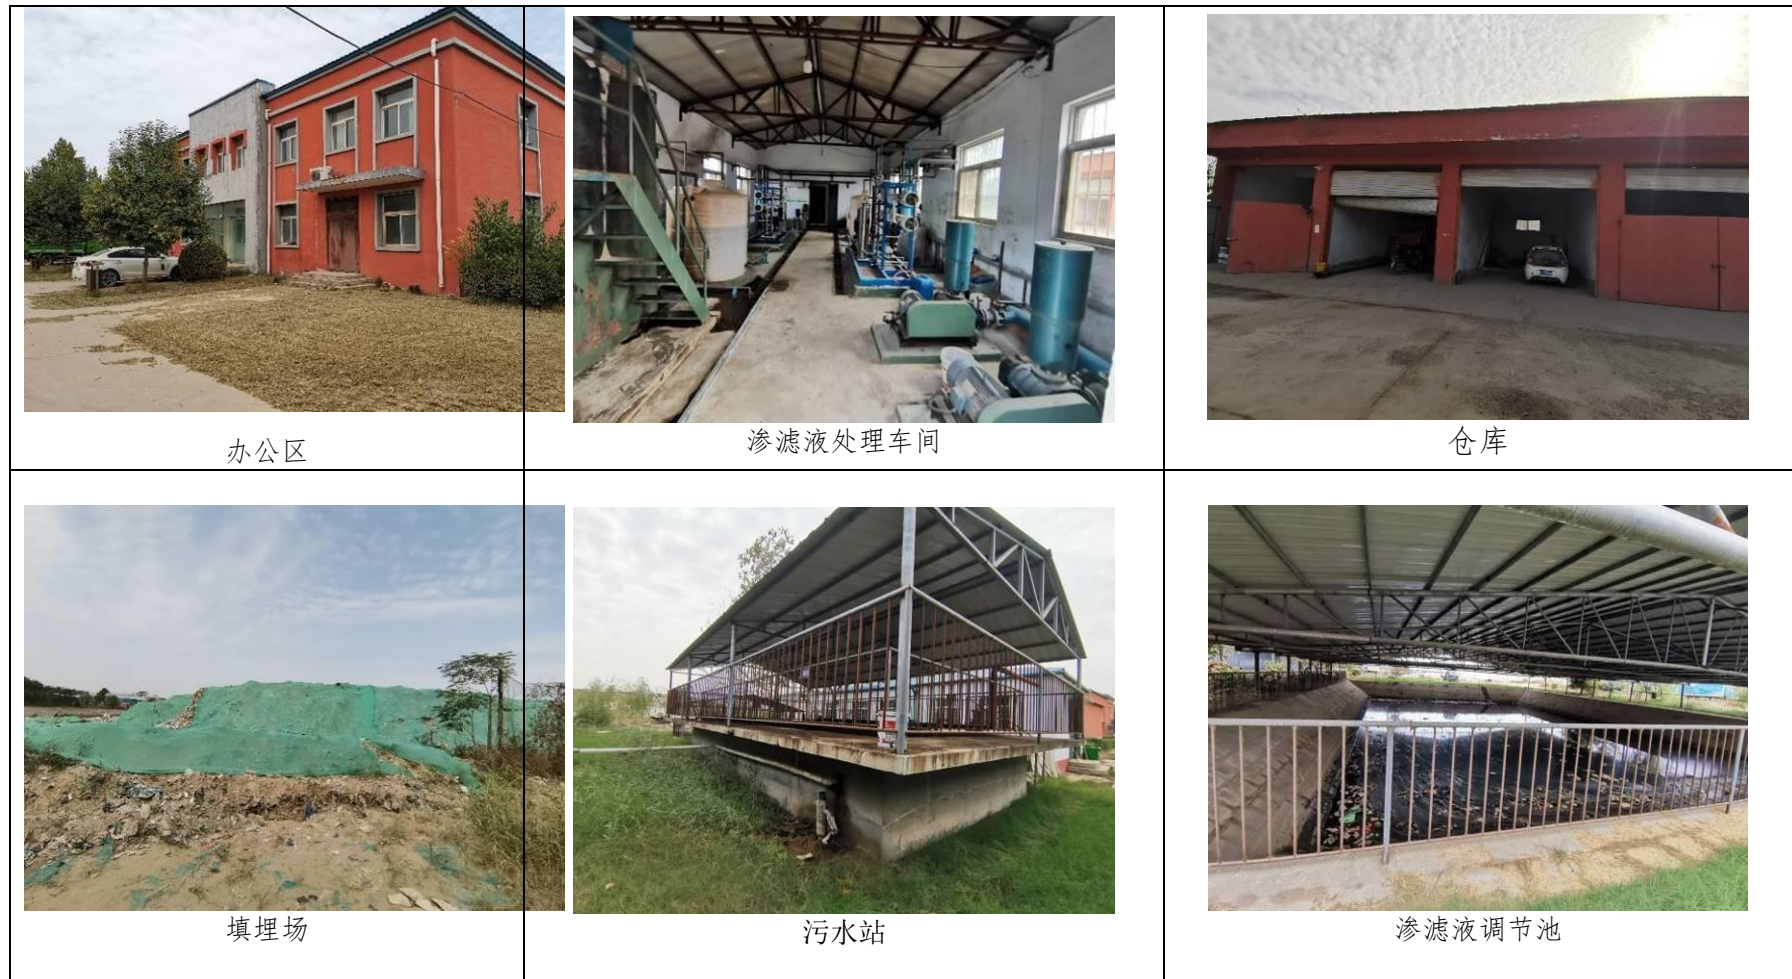 办公区
渗滤液处理车间
仓库
填埋场
污水站
渗滤液调节池